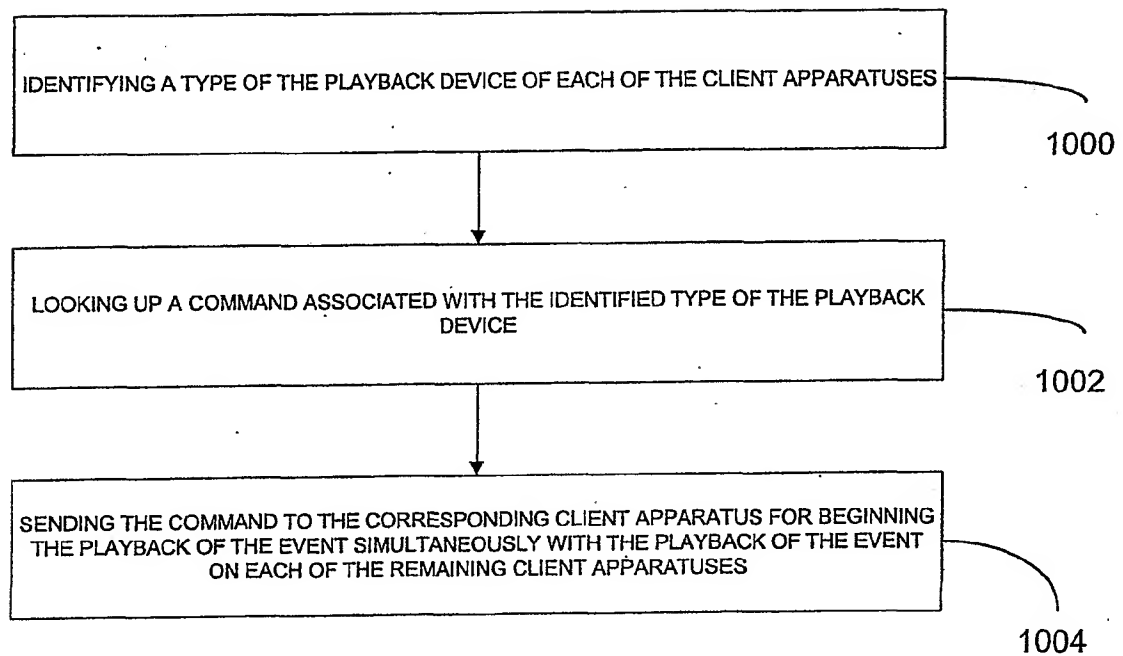 IDENTIFYING A TYPE OF THE PLAYBACK DEVICE OF EACH OF THE CLIENT APPARATUSES
1000
LOOKING UP A COMMAND ASSOCIATED WITH THE IDENTIFIED TYPE OF THE PLAYBACK
DEVICE
1002
SENDING THE COMMAND TO THE CORRESPONDING CLIENT APPARATUS FOR BEGINNING
THE PLAYBACK OF THE EVENT SIMULTANEOUSLY WITH THE PLAYBACK OF THE EVENT
ON EACH OF THE REMAINING CLIENT APPARATUSES
1004